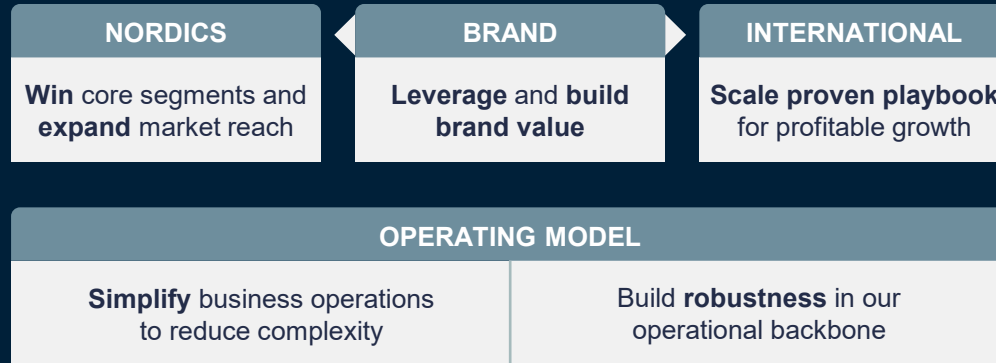 NORDICS
Win core segments and
expand market reach
BRAND
Leverage and build
brand value
INTERNATIONAL
Scale proven playbook
for profitable growth
OPERATING MODEL
Simplify business operations
to reduce complexity
Build robustness in our
operational backbone